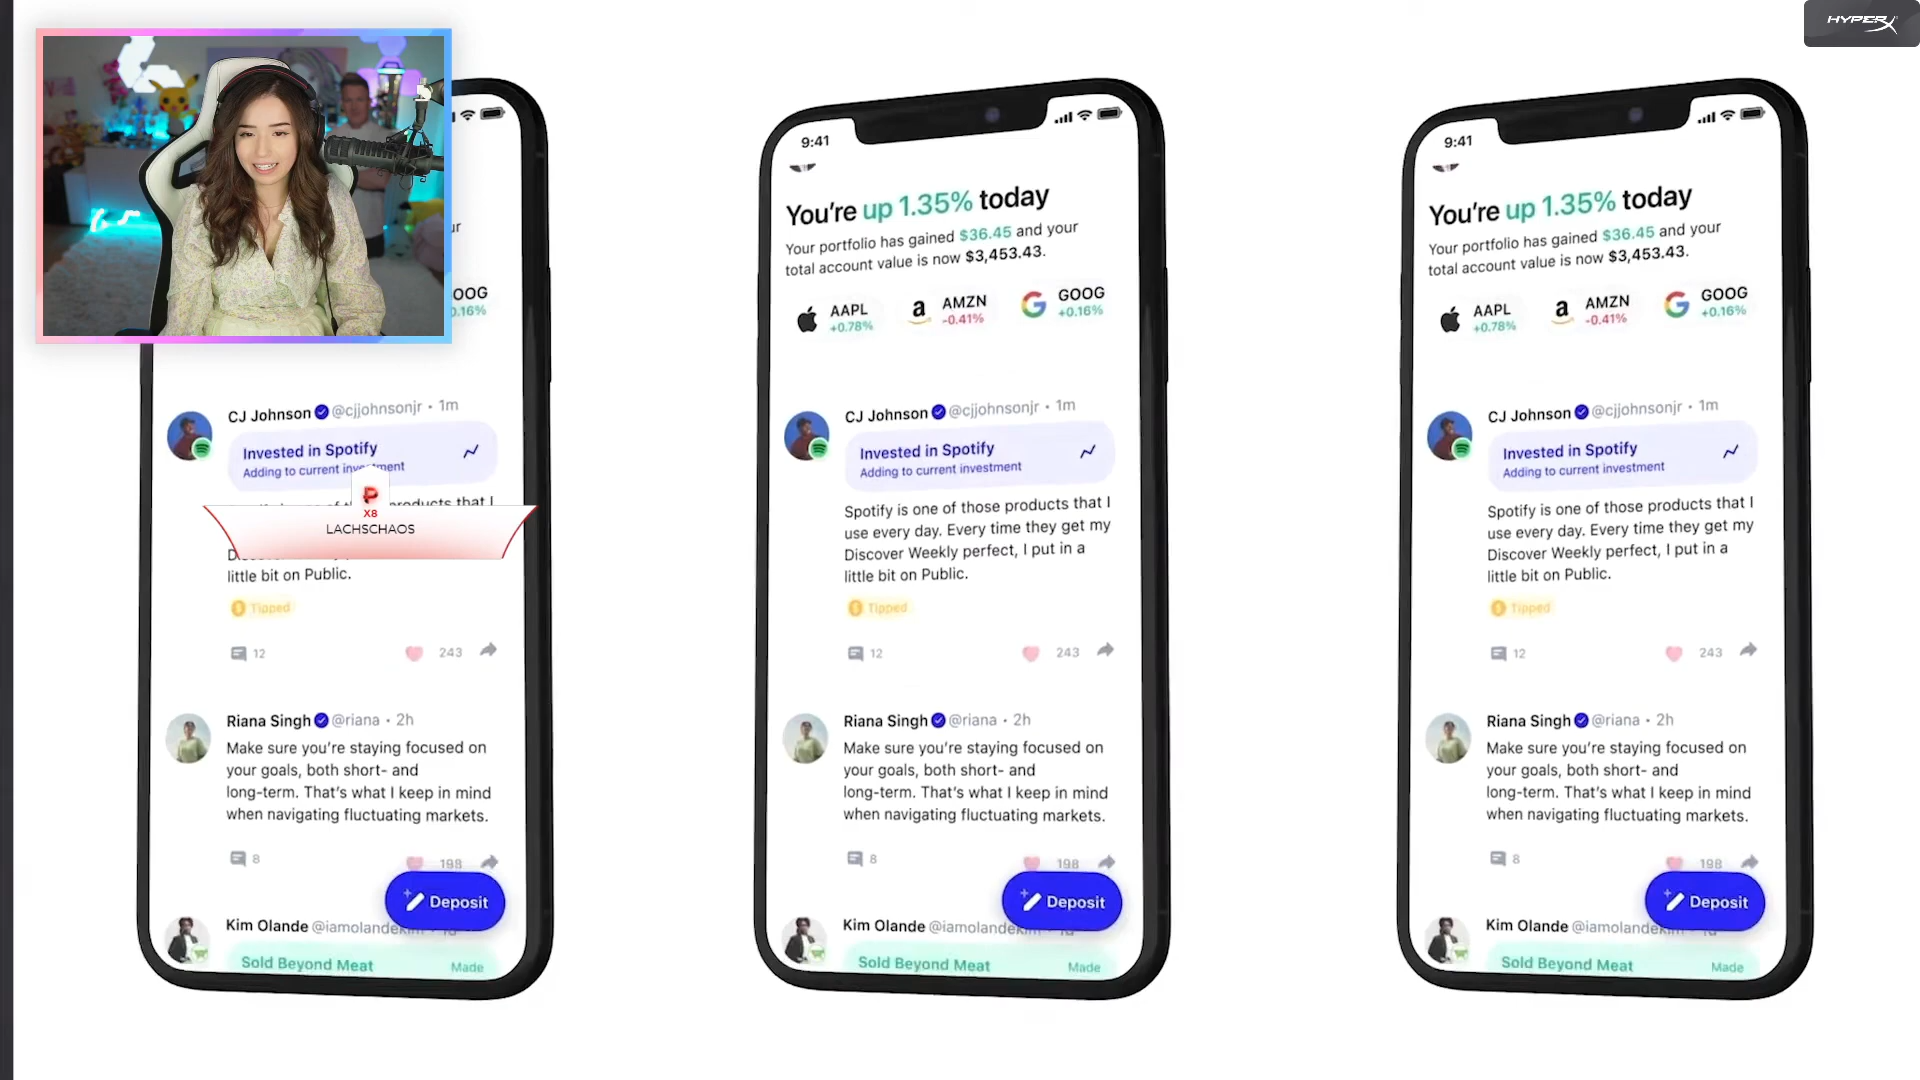 HYPERX
ur
GOOG
0.16%
CJ Johnson @cjjohnsonjr • 1m
Invested in Spotify
Adding to current investment
products that I
P
X8
LACHSCHAOS
little bit on Public.
Tipped
12 243
Riana Singh @riana • 2h
Make sure you're staying focused on
your goals, both short- and
long-term. That's what I keep in mind
when navigating fluctuating markets.
8 198
Deposit
Kim Olande @iamolandekim
Sold Beyond Meat Made
9:41
You're up 1.35% today
Your portfolio has gained $36.45 and your
total account value is now $3,453.43.
AAPL AMZN GOOG
+0.78% -0.41% +0.16%
CJ Johnson @cjjohnsonjr • 1m
Invested in Spotify
Adding to current investment
Spotify is one of those products that I
use every day. Every time they get my
Discover Weekly perfect, I put in a
little bit on Public.
Tipped
12 243
Riana Singh @riana • 2h
Make sure you're staying focused on
your goals, both short- and
long-term. That's what I keep in mind
when navigating fluctuating markets.
8 198
Deposit
Kim Olande @iamolandekim • 1d
Sold Beyond Meat Made
9:41
You're up 1.35% today
Your portfolio has gained $36.45 and your
total account value is now $3,453.43.
AAPL AMZN GOOG
+0.78% -0.41% +0.16%
CJ Johnson @cjjohnsonjr • 1m
Invested in Spotify
Adding to current investment
Spotify is one of those products that I
use every day. Every time they get my
Discover Weekly perfect, I put in a
little bit on Public.
Tipped
12 243
Riana Singh @riana • 2h
Make sure you're staying focused on
your goals, both short- and
long-term. That's what I keep in mind
when navigating fluctuating markets.
8 198
Deposit
Kim Olande @iamolandekim • 1d
Sold Beyond Meat Made